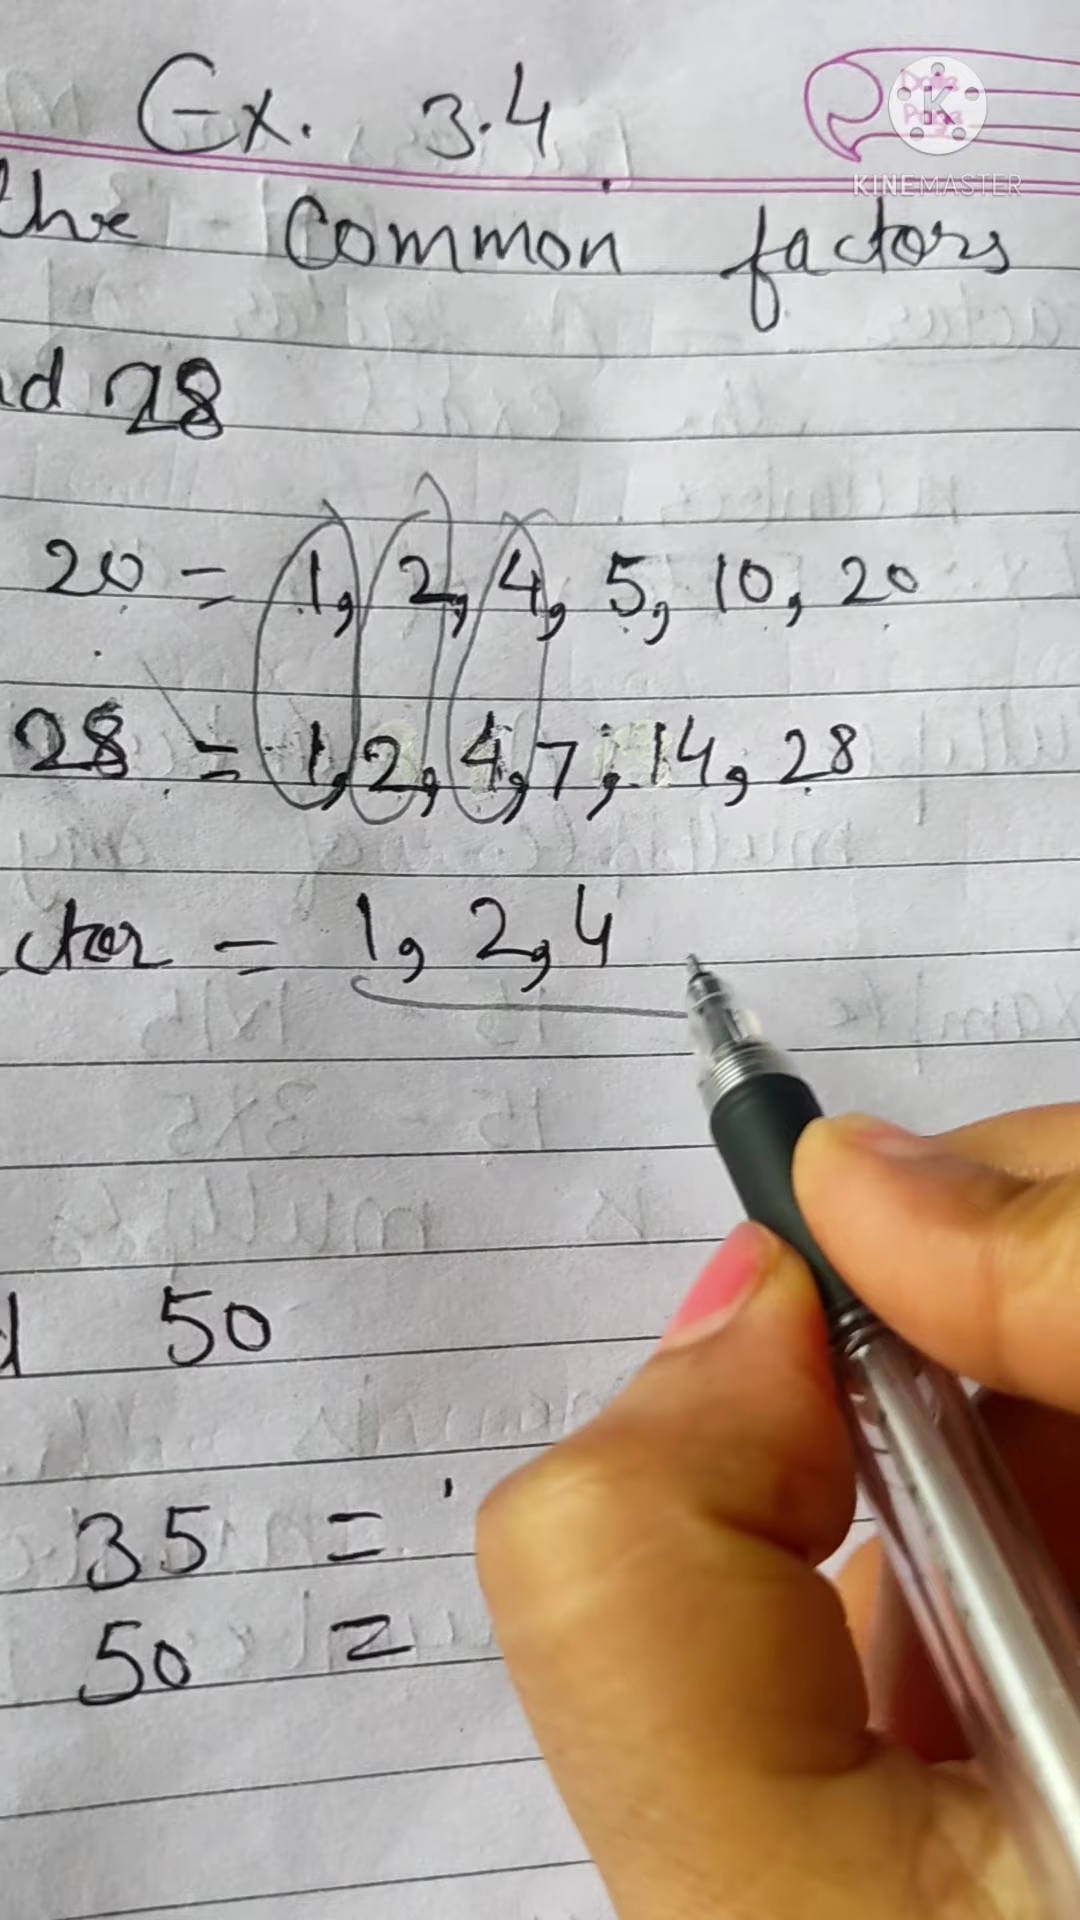 Ex. 3.4
KINEMASTER
the Common factors
nd 28
20 = 1, 2, 4, 5, 10, 20
28 = 1, 2, 4, 7, 14, 28
ctor = 1, 2, 4
d 50
35 =
50 =